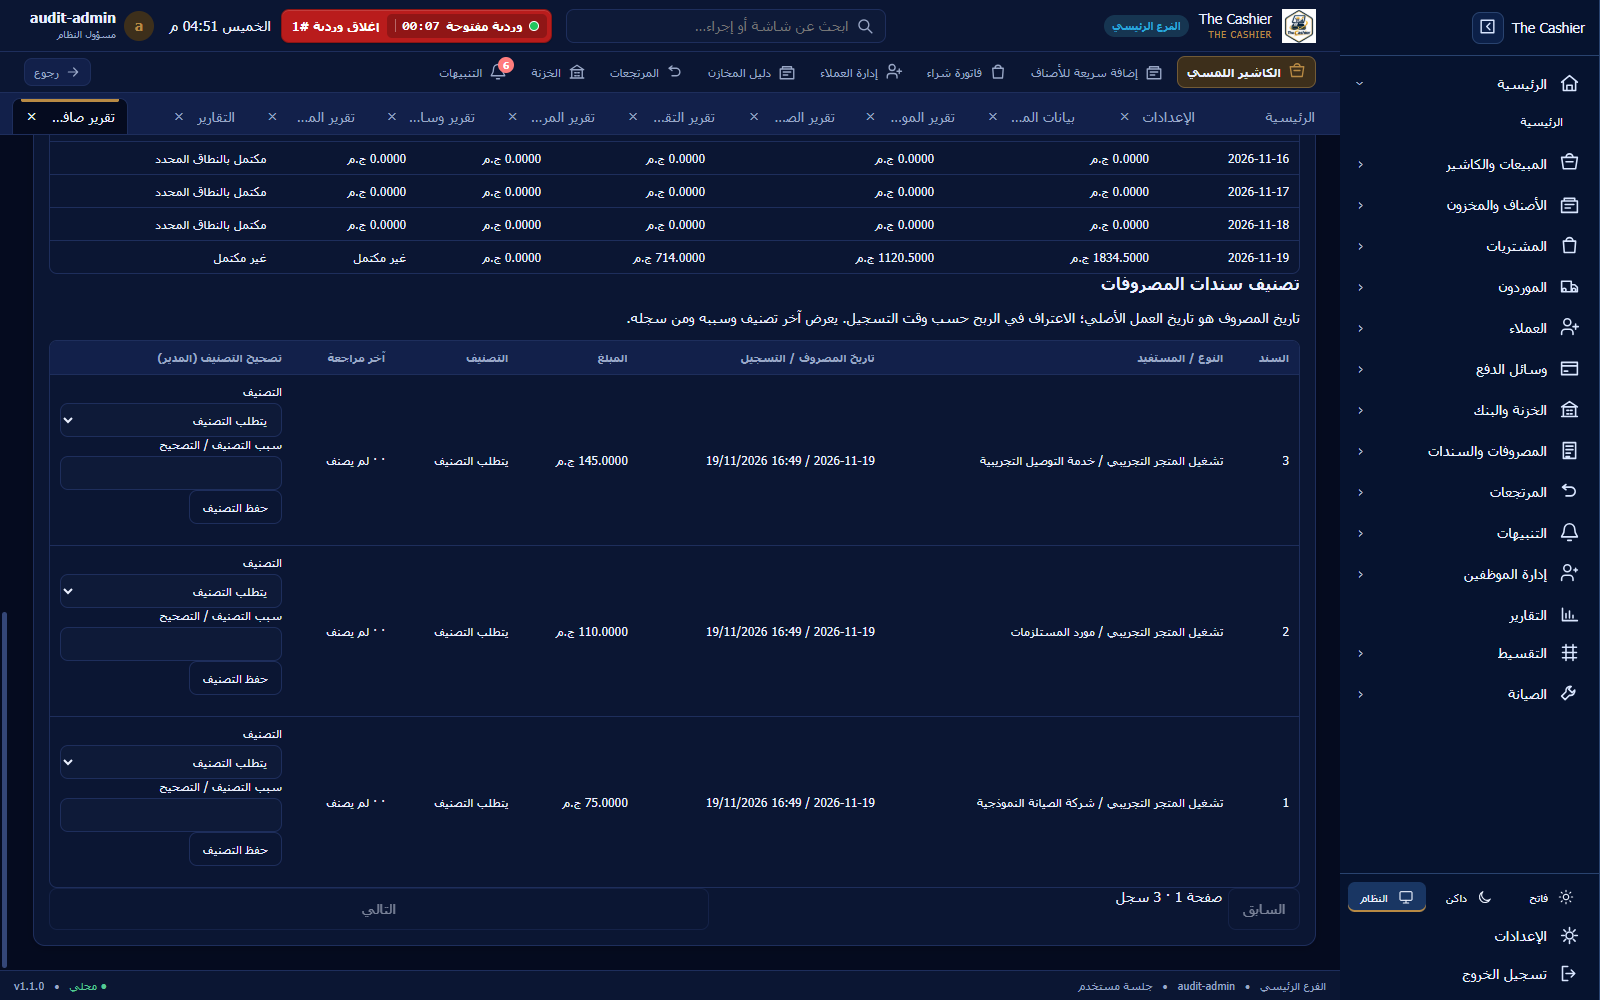 The Cashier
الرئيسية
الرئيسية
المبيعات والكاشير
الأصناف والمخزون
المشتريات
الموردون
العملاء
وسائل الدفع
الخزنة والبنك
المصروفات والسندات
المرتجعات
التنبيهات
إدارة الموظفين
التقارير
التقسيط
الصيانة
فاتح داكن النظام
الإعدادات
تسجيل الخروج
The Cashier
THE CASHIER
الفرع الرئيسي
ابحث عن شاشة أو إجراء...
وردية مفتوحة 00:07 | إغلاق وردية #1
الخميس 04:51 م
a
audit-admin
مسؤول النظام
الكاشير اللمسي
إضافة سريعة للأصناف
فاتورة شراء
إدارة العملاء
دليل المخازن
المرتجعات
الخزنة
التنبيهات 6
رجوع
الرئيسية
الإعدادات ×
بيانات الم... ×
تقرير المو... ×
تقرير الص... ×
تقرير التق... ×
تقرير المر... ×
تقرير وسا... ×
تقرير الم... ×
التقارير ×
تقرير صاف... ×
2026-11-16 0.0000 ج.م 0.0000 ج.م 0.0000 ج.م 0.0000 ج.م 0.0000 ج.م مكتمل بالنطاق المحدد
2026-11-17 0.0000 ج.م 0.0000 ج.م 0.0000 ج.م 0.0000 ج.م 0.0000 ج.م مكتمل بالنطاق المحدد
2026-11-18 0.0000 ج.م 0.0000 ج.م 0.0000 ج.م 0.0000 ج.م 0.0000 ج.م مكتمل بالنطاق المحدد
2026-11-19 1834.5000 ج.م 1120.5000 ج.م 714.0000 ج.م 0.0000 ج.م غير مكتمل غير مكتمل
تصنيف سندات المصروفات
تاريخ المصروف هو تاريخ العمل الأصلي؛ الاعتراف في الربح حسب وقت التسجيل. يعرض آخر تصنيف وسببه ومن سجله.
السند النوع / المستفيد تاريخ المصروف / التسجيل المبلغ التصنيف آخر مراجعة تصحيح التصنيف (المدير)
3 تشغيل المتجر التجريبي / خدمة التوصيل التجريبية 2026-11-19 / 19/11/2026 16:49 145.0000 ج.م يتطلب التصنيف · · لم يصنف
التصنيف
يتطلب التصنيف
سبب التصنيف / التصحيح
حفظ التصنيف
2 تشغيل المتجر التجريبي / مورد المستلزمات 2026-11-19 / 19/11/2026 16:49 110.0000 ج.م يتطلب التصنيف · · لم يصنف
التصنيف
يتطلب التصنيف
سبب التصنيف / التصحيح
حفظ التصنيف
1 تشغيل المتجر التجريبي / شركة الصيانة النموذجية 2026-11-19 / 19/11/2026 16:49 75.0000 ج.م يتطلب التصنيف · · لم يصنف
التصنيف
يتطلب التصنيف
سبب التصنيف / التصحيح
حفظ التصنيف
السابق
صفحة 1 · 3 سجل
التالي
الفرع الرئيسي • audit-admin • جلسة مستخدم
محلي • v1.1.0